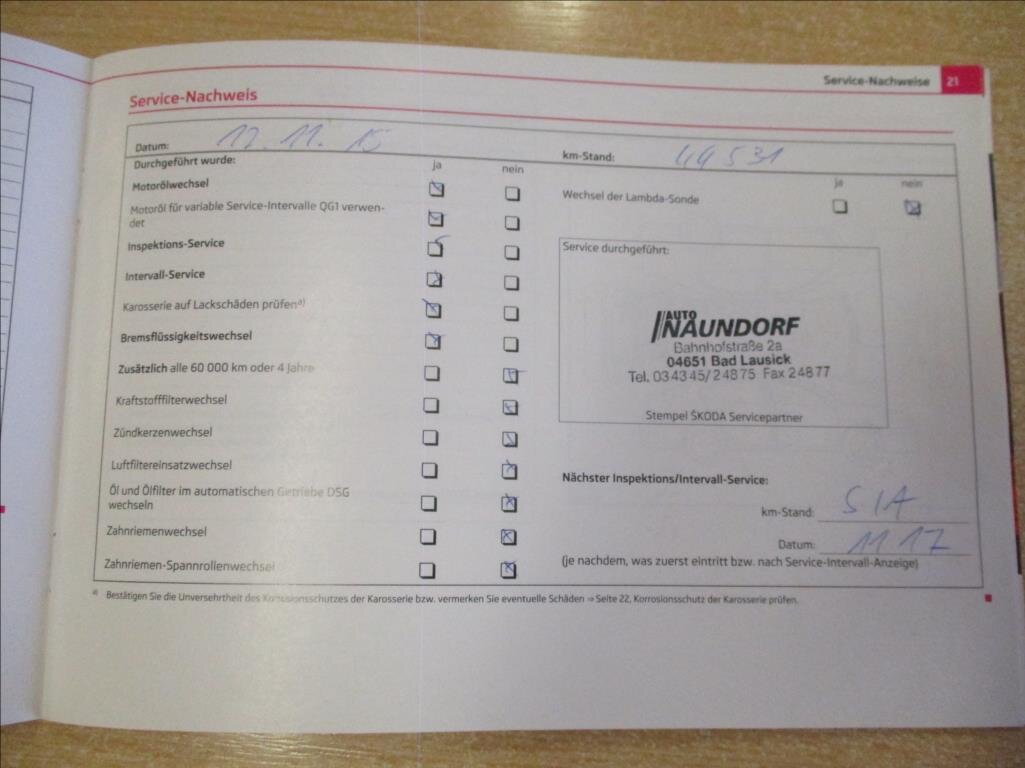 Service-Nachweise 21
Service-Nachweis
Datum: 17.11.15 km-Stand: 44531
Durchgeführt wurde: ja nein ja nein
Motorölwechsel
Wechsel der Lambda-Sonde
Motoröl für variable Service-Intervalle QG1 verwen-
det
Inspektions-Service
Intervall-Service
Karosserie auf Lackschäden prüfen a)
Bremsflüssigkeitswechsel
Zusätzlich alle 60 000 km oder 4 Jahre
Kraftstofffilterwechsel
Zündkerzenwechsel
Luftfiltereinsatzwechsel
Öl und Ölfilter im automatischen Getriebe DSG
wechseln
Zahnriemenwechsel
Zahnriemen-Spannrollenwechsel
Service durchgeführt:
AUTO
NAUNDORF
Bahnhofstraße 2a
04651 Bad Lausick
Tel. 034345/24875 Fax 24877
Stempel ŠKODA Servicepartner
Nächster Inspektions/Intervall-Service:
km-Stand: SIA
Datum: 11 17
(je nachdem, was zuerst eintritt bzw. nach Service-Intervall-Anzeige)
a) Bestätigen Sie die Unversehrtheit des Korrosionsschutzes der Karosserie bzw. vermerken Sie eventuelle Schäden ⇒ Seite 22, Korrosionsschutz der Karosserie prüfen.